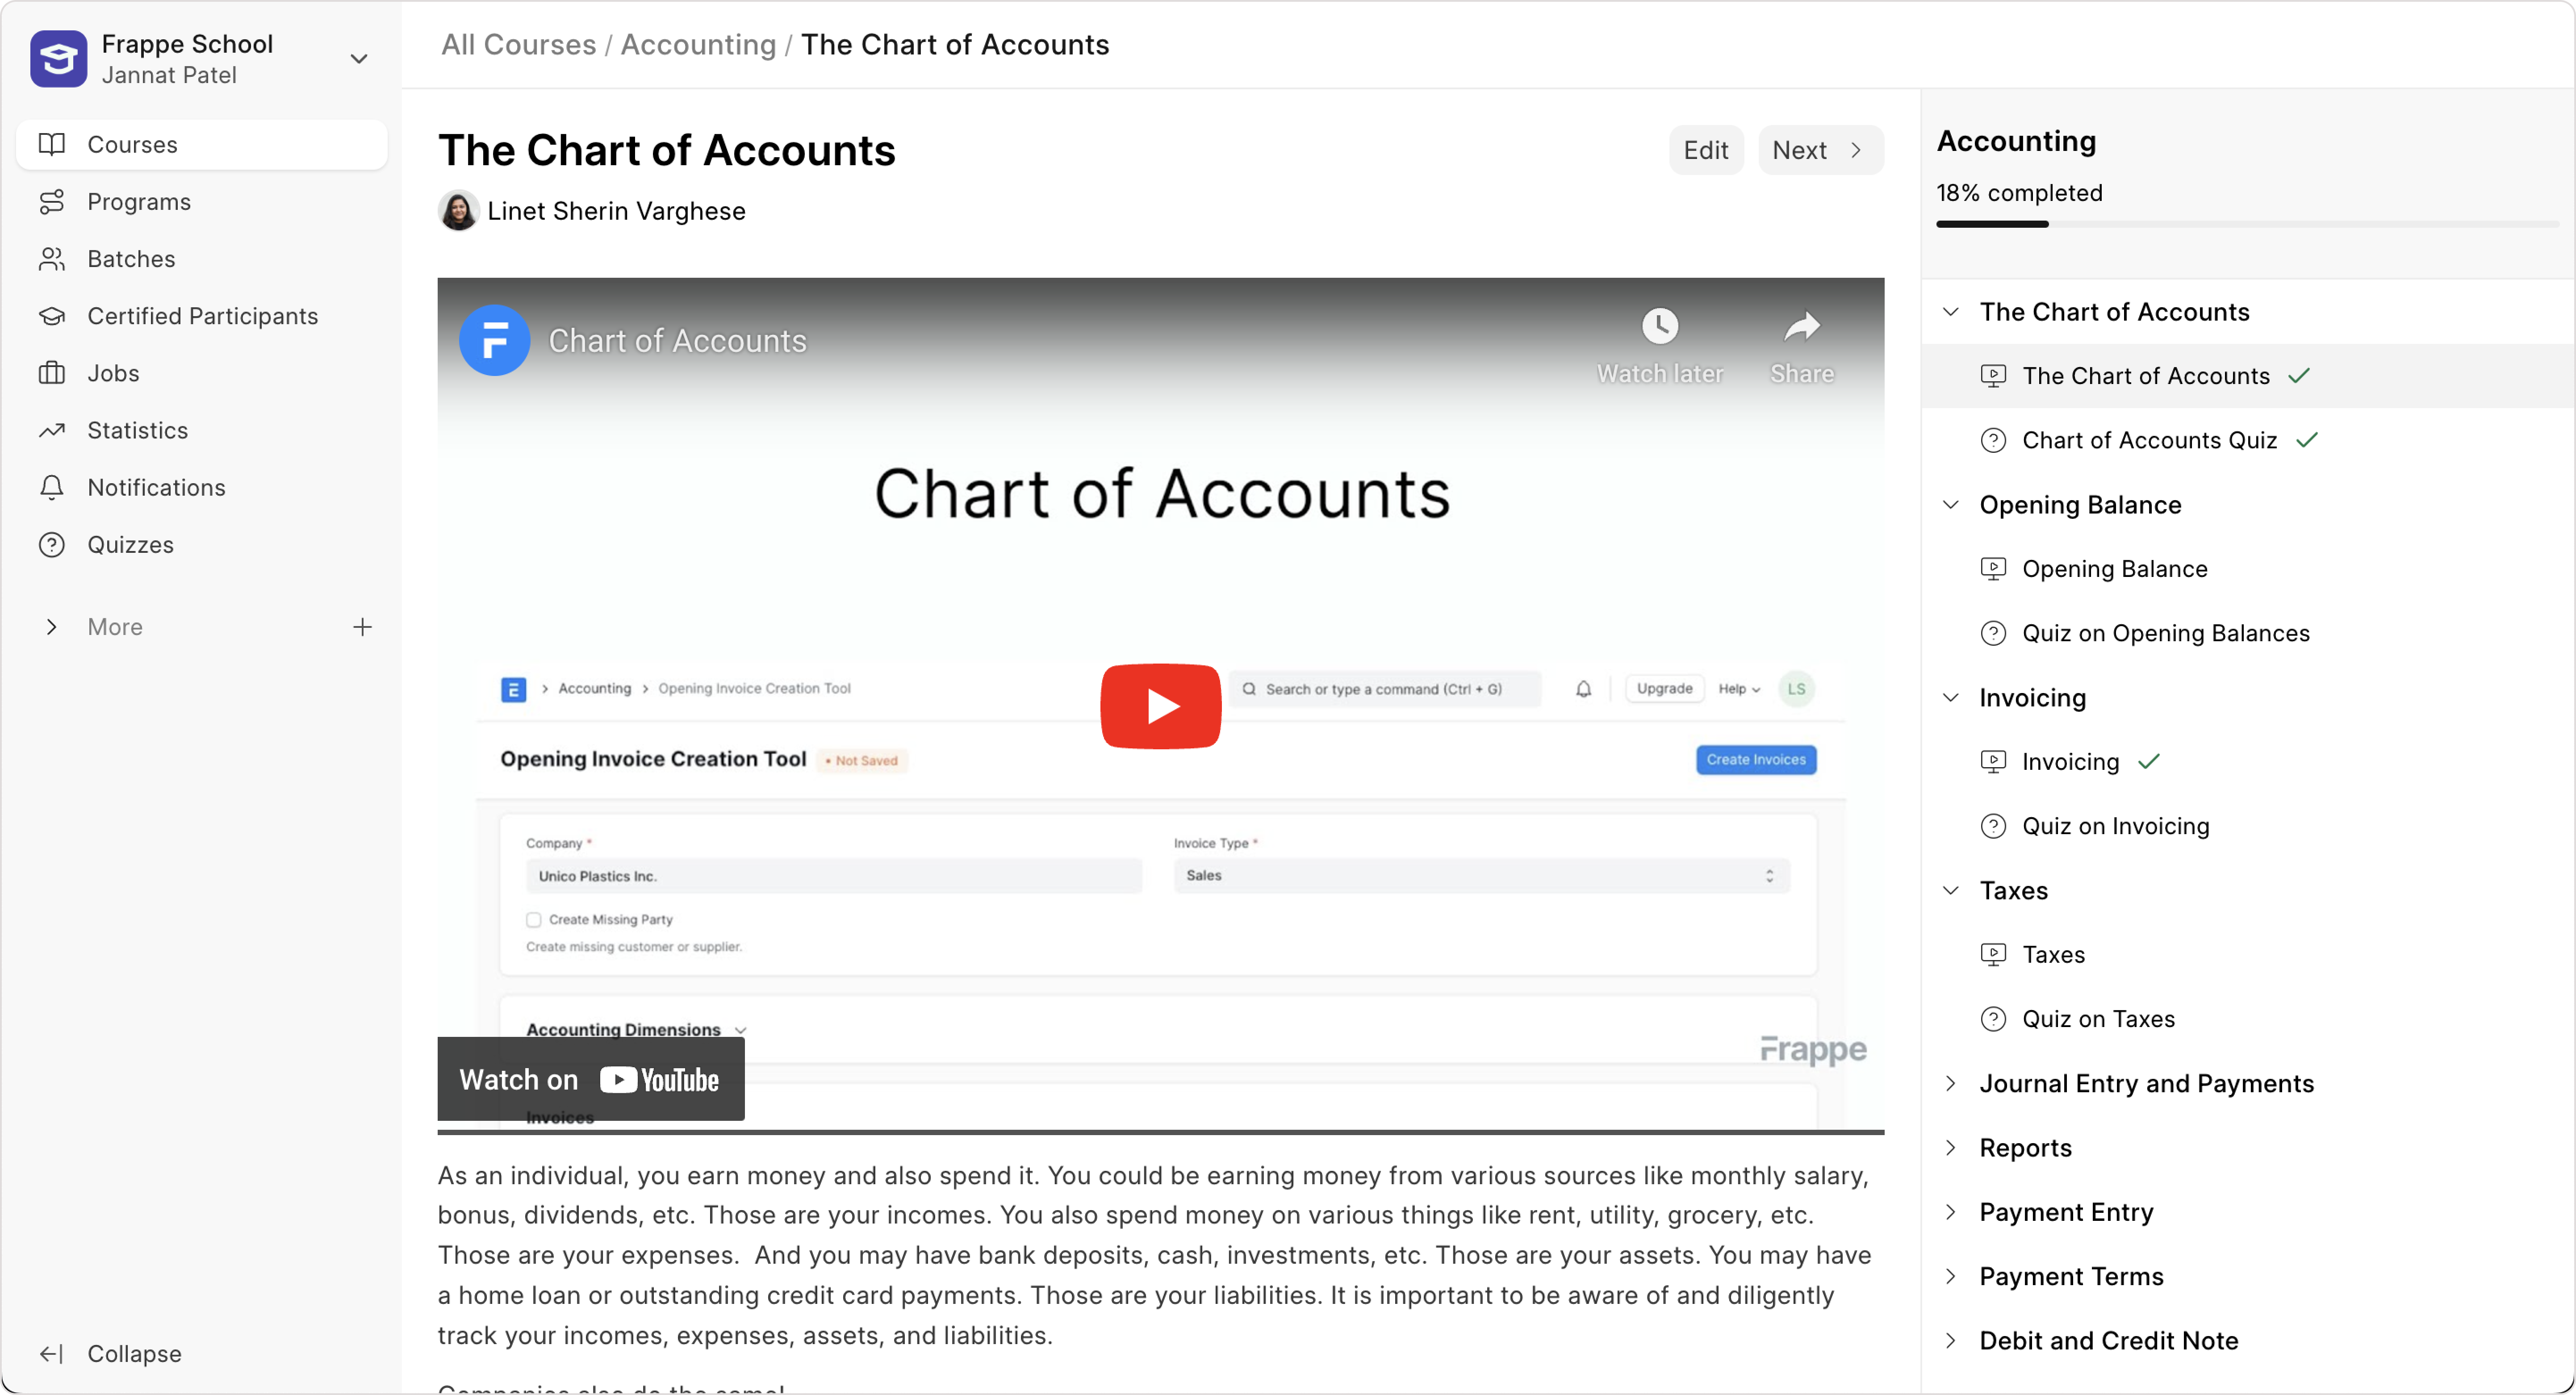 Frappe School
Jannat Patel
Courses
Programs
Batches
Certified Participants
Jobs
Statistics
Notifications
Quizzes
More
Collapse
All Courses / Accounting / The Chart of Accounts
The Chart of Accounts
Edit
Next
Linet Sherin Varghese
Chart of Accounts
Watch later
Share
Chart of Accounts
Accounting
Opening Invoice Creation Tool
Search or type a command (Ctrl + G)
Upgrade
Help
LS
Opening Invoice Creation Tool
• Not Saved
Create Invoices
Company *
Unico Plastics Inc.
Invoice Type *
Sales
Create Missing Party
Create missing customer or supplier.
Accounting Dimensions
Frappe
Watch on YouTube
Invoices
As an individual, you earn money and also spend it. You could be earning money from various sources like monthly salary,
bonus, dividends, etc. Those are your incomes. You also spend money on various things like rent, utility, grocery, etc.
Those are your expenses.  And you may have bank deposits, cash, investments, etc. Those are your assets. You may have
a home loan or outstanding credit card payments. Those are your liabilities. It is important to be aware of and diligently
track your incomes, expenses, assets, and liabilities.
Companies also do the same!
Accounting
18% completed
The Chart of Accounts
The Chart of Accounts
Chart of Accounts Quiz
Opening Balance
Opening Balance
Quiz on Opening Balances
Invoicing
Invoicing
Quiz on Invoicing
Taxes
Taxes
Quiz on Taxes
Journal Entry and Payments
Reports
Payment Entry
Payment Terms
Debit and Credit Note